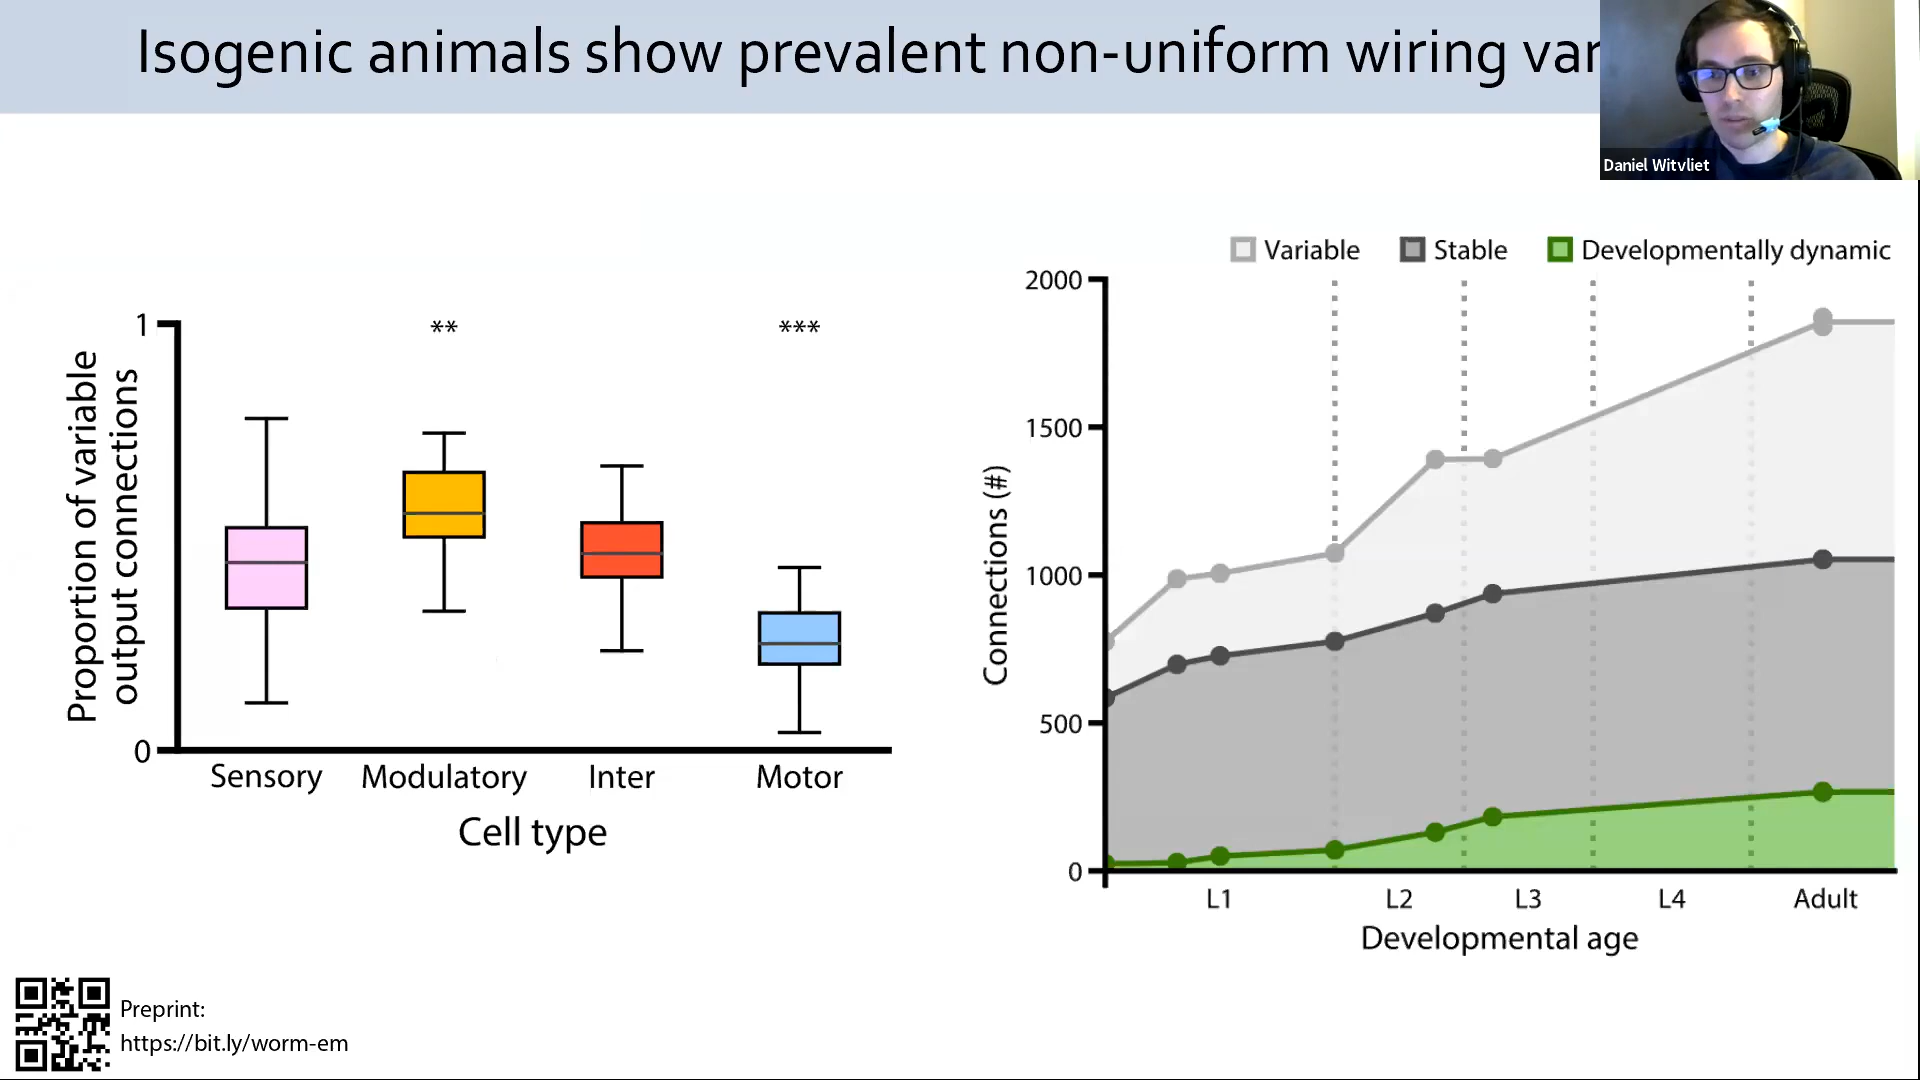 Isogenic animals show prevalent non-uniform wiring
Daniel Witvliet
1
**
***
Proportion of variable
output connections
0
Sensory
Modulatory
Inter
Motor
Cell type
Variable
Stable
Developmentally dynamic
2000
1500
1000
500
0
Connections (#)
L1
L2
L3
L4
Adult
Developmental age
Preprint:
https://bit.ly/worm-em